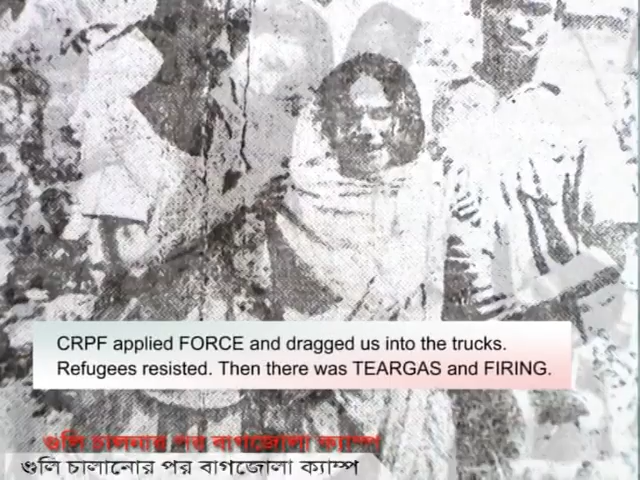 CRPF applied FORCE and dragged us into the trucks.
Refugees resisted. Then there was TEARGAS and FIRING.
গুলি চালনার পর বাগজোলা ক্যাম্প
গুলি চালানোর পর বাগজোলা ক্যাম্প